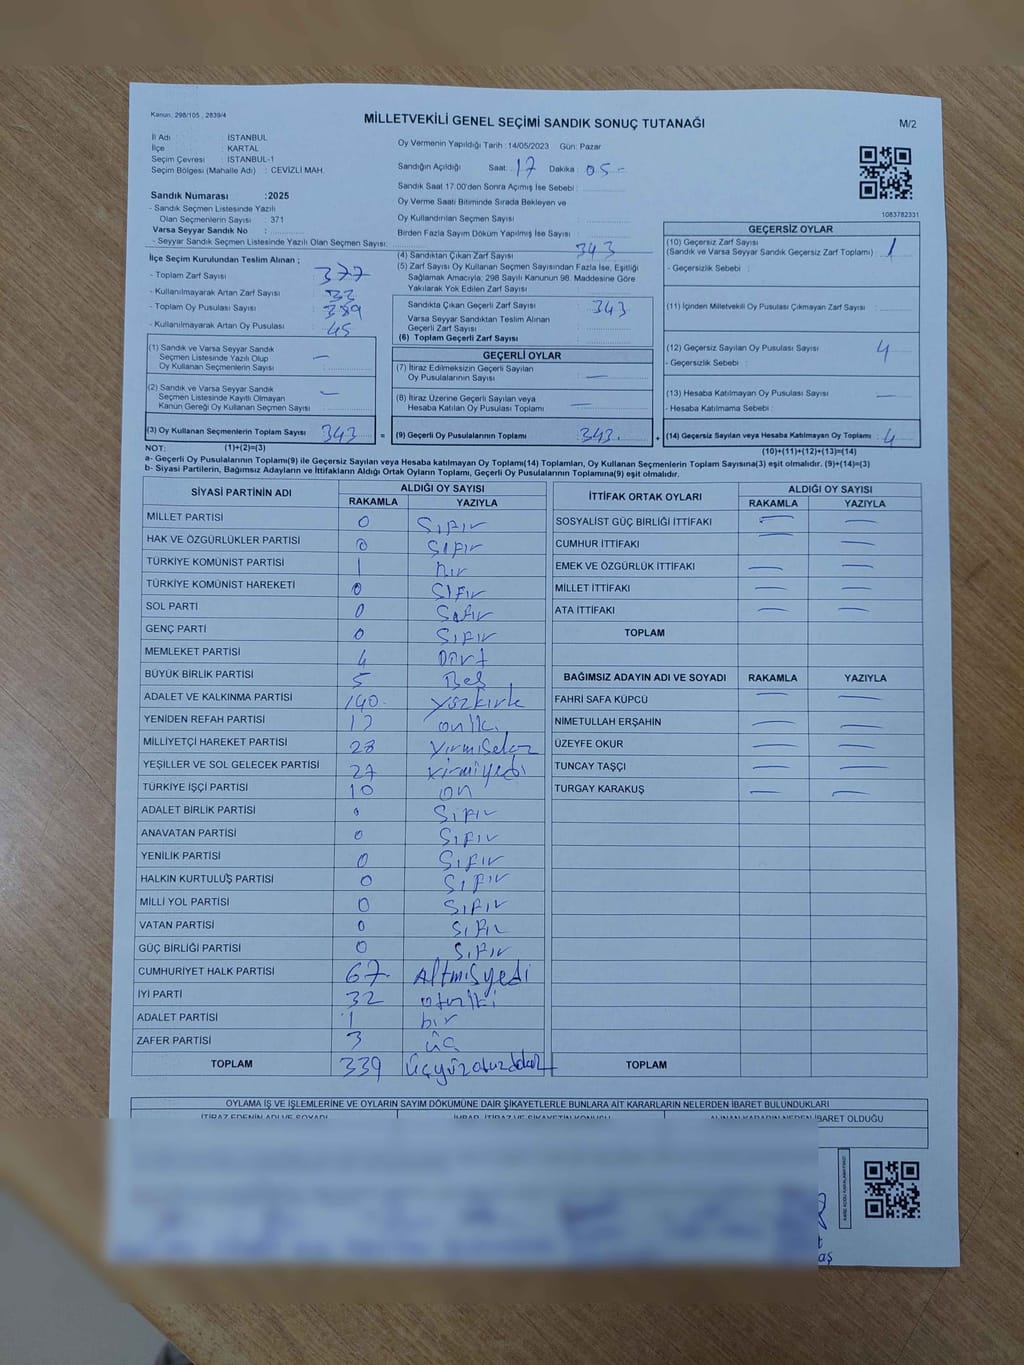 Kanun. 298/105 , 2839/4
MİLLETVEKİLİ GENEL SEÇİMİ SANDIK SONUÇ TUTANAĞI
M/2
İl Adı : İSTANBUL
İlçe : KARTAL
Seçim Çevresi : İSTANBUL-1
Seçim Bölgesi (Mahalle Adı) : CEVİZLİ MAH.
Oy Vermenin Yapıldığı Tarih : 14/05/2023 Gün: Pazar
Sandığın Açıldığı Saat: 17 Dakika : 05 -
Sandık Saat 17:00'den Sonra Açımış İse Sebebi :
Oy Verme Saati Bitiminde Sırada Bekleyen ve
Oy Kullandırılan Seçmen Sayısı :
Birden Fazla Sayım Döküm Yapılmış İse Sayısı :
1083782331
Sandık Numarası :2025
- Sandık Seçmen Listesinde Yazılı
Olan Seçmenlerin Sayısı : 371
Varsa Seyyar Sandık No :
- Seyyar Sandık Seçmen Listesinde Yazılı Olan Seçmen Sayısı:
İlçe Seçim Kurulundan Teslim Alınan ;
- Toplam Zarf Sayısı : 377
- Kullanılmayarak Artan Zarf Sayısı : 33
- Toplam Oy Pusulası Sayısı : 389
- Kullanılmayarak Artan Oy Pusulası : 45
(1) Sandık ve Varsa Seyyar Sandık
Seçmen Listesinde Yazılı Olup
Oy Kullanan Seçmenlerin Sayısı : —
(2) Sandık ve Varsa Seyyar Sandık
Seçmen Listesinde Kayıtlı Olmayan
Kanun Gereği Oy Kullanan Seçmen Sayısı : —
(3) Oy Kullanan Seçmenlerin Toplam Sayısı : 343 =
(4) Sandıktan Çıkan Zarf Sayısı : 343
(5) Zarf Sayısı Oy Kullanan Seçmen Sayısından Fazla İse, Eşitliği
Sağlamak Amacıyla; 298 Sayılı Kanunun 98. Maddesine Göre
Yakılarak Yok Edilen Zarf Sayısı :
Sandıkta Çıkan Geçerli Zarf Sayısı : 343
Varsa Seyyar Sandıktan Teslim Alınan
Geçerli Zarf Sayısı :
(6) Toplam Geçerli Zarf Sayısı :
GEÇERLİ OYLAR
(7) İtiraz Edilmeksizin Geçerli Sayılan
Oy Pusulalarının Sayısı : —
(8) İtiraz Üzerine Geçerli Sayılan veya
Hesaba Katılan Oy Pusulası Toplamı : —
(9) Geçerli Oy Pusulalarının Toplamı : 343. +
GEÇERSİZ OYLAR
(10) Geçersiz Zarf Sayısı
(Sandık ve Varsa Seyyar Sandık Geçersiz Zarf Toplamı) : 1
- Geçersizlik Sebebi :
(11) İçinden Milletvekil Oy Pusulası Çıkmayan Zarf Sayısı :
(12) Geçersiz Sayılan Oy Pusulası Sayısı : 4
- Geçersizlik Sebebi :
(13) Hesaba Katılmayan Oy Pusulası Sayısı : —
- Hesaba Katılmama Sebebi :
(14) Geçersiz Sayılan veya Hesaba Katılmayan Oy Toplamı : 4
NOT: (1)+(2)=(3)
(10)+(11)+(12)+(13)=(14)
a- Geçerli Oy Pusulalarının Toplamı(9) ile Geçersiz Sayılan veya Hesaba katılmayan Oy Toplamı(14) Toplamları, Oy Kullanan Seçmenlerin Toplam Sayısına(3) eşit olmalıdır. (9)+(14)=(3)
b- Siyasi Partilerin, Bağımsız Adayların ve İttifakların Aldığı Ortak Oyların Toplamı, Geçerli Oy Pusulalarının Toplamına(9) eşit olmalıdır.
SİYASİ PARTİNİN ADI ALDIĞI OY SAYISI
RAKAMLA YAZIYLA
MİLLET PARTİSİ 0 Sıfır
HAK VE ÖZGÜRLÜKLER PARTİSİ 0 Sıfır
TÜRKİYE KOMÜNİST PARTİSİ 1 Bir
TÜRKİYE KOMÜNİST HAREKETİ 0 Sıfır
SOL PARTİ 0 Sıfır
GENÇ PARTİ 0 Sıfır
MEMLEKET PARTİSİ 4 Dört
BÜYÜK BİRLİK PARTİSİ 5 Beş
ADALET VE KALKINMA PARTİSİ 140. yüzkırk
YENİDEN REFAH PARTİSİ on iki
MİLLİYETÇİ HAREKET PARTİSİ 28 yirmisekiz
YEŞİLLER VE SOL GELECEK PARTİSİ 27 yirmiyedi
TÜRKİYE İŞÇİ PARTİSİ 10 on
ADALET BİRLİK PARTİSİ 0 Sıfır
ANAVATAN PARTİSİ 0 Sıfır
YENİLİK PARTİSİ 0 Sıfır
HALKIN KURTULUŞ PARTİSİ 0 Sıfır
MİLLİ YOL PARTİSİ 0 Sıfır
VATAN PARTİSİ 0 Sıfır
GÜÇ BİRLİĞİ PARTİSİ 0 Sıfır
CUMHURİYET HALK PARTİSİ 67. Altmışyedi
İYİ PARTİ 32 otuziki
ADALET PARTİSİ 1 bir
ZAFER PARTİSİ 3 üç
TOPLAM 339 üçyüzotuzdokuz
İTTİFAK ORTAK OYLARI ALDIĞI OY SAYISI
RAKAMLA YAZIYLA
SOSYALİST GÜÇ BİRLİĞİ İTTİFAKI — —
CUMHUR İTTİFAKI — —
EMEK VE ÖZGÜRLÜK İTTİFAKI — —
MİLLET İTTİFAKI — —
ATA İTTİFAKI — —
TOPLAM
BAĞIMSIZ ADAYIN ADI VE SOYADI RAKAMLA YAZIYLA
FAHRİ SAFA KÜPCÜ — —
NİMETULLAH ERŞAHİN — —
ÜZEYFE OKUR — —
TUNCAY TAŞÇI — —
TURGAY KARAKUŞ — —
TOPLAM
OYLAMA İŞ VE İŞLEMLERİNE VE OYLARIN SAYIM DÖKÜMÜNE DAİR ŞİKAYETLERLE BUNLARA AİT KARARLARIN NELERDEN İBARET BULUNDUKLARI
İTİRAZ EDENİN ADI VE SOYADI İHBAR, İTİRAZ VE ŞİKAYETİN KONUSU ALINAN KARARIN NEDEN İBARET OLDUĞU